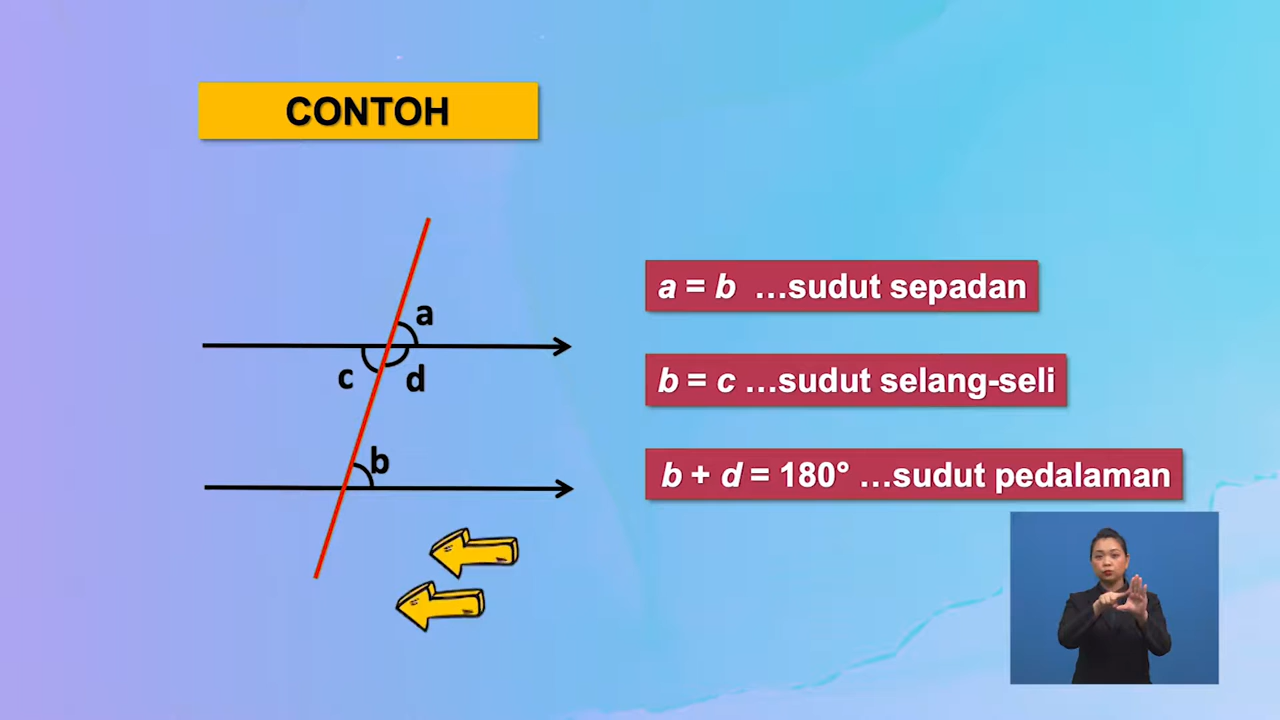 CONTOH
a
c
d
b
a = b ...sudut sepadan
b = c ...sudut selang-seli
b + d = 180° ...sudut pedalaman